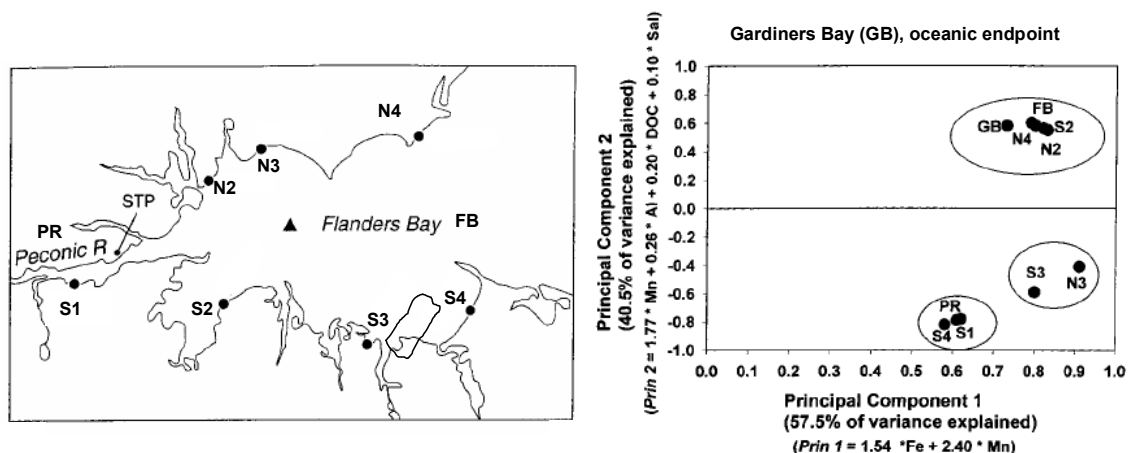 N4
N3
N2
STP
PR
Peconic R
Flanders Bay FB
S1
S2
S3
S4
Gardiners Bay (GB), oceanic endpoint
Principal Component 2
(40.5% of variance explained)
(Prin 2 = 1.77 * Mn + 0.26 * Al + 0.20 * DOC + 0.10 * Sal)
1.0
0.8
0.6
0.4
0.2
0.0
-0.2
-0.4
-0.6
-0.8
-1.0
FB
GB
S2
N4
N2
S3
N3
PR
S4 S1
0.0 0.1 0.2 0.3 0.4 0.5 0.6 0.7 0.8 0.9 1.0
Principal Component 1
(57.5% of variance explained)
(Prin 1 = 1.54 *Fe + 2.40 * Mn)